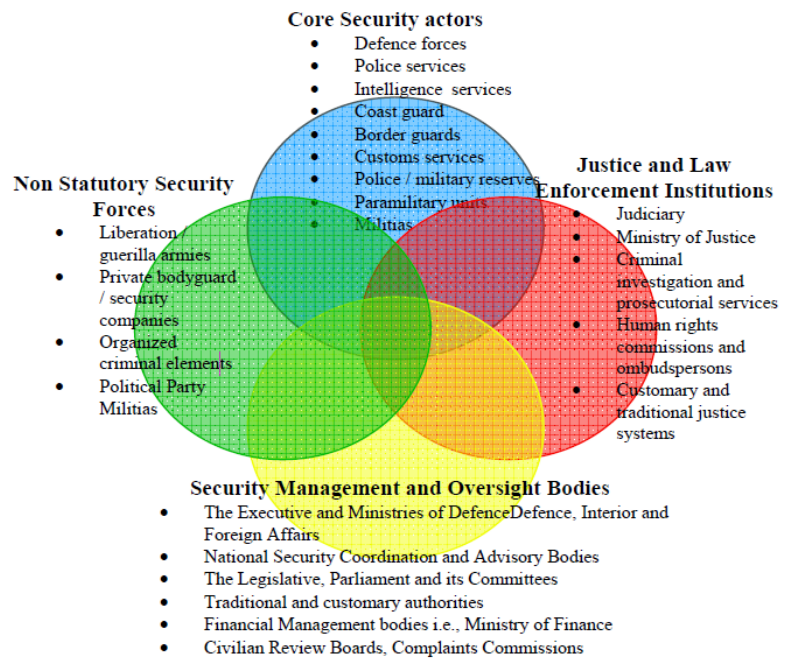 Core Security actors
• Defence forces
• Police services
• Intelligence services
• Coast guard
• Border guards
• Customs services
• Police / military reserves
• Paramilitary units
• Militias
Non Statutory Security
Forces
• Liberation /
guerilla armies
• Private bodyguard
/ security
companies
• Organized
criminal elements
• Political Party
Militias
Justice and Law
Enforcement Institutions
• Judiciary
• Ministry of Justice
• Criminal
investigation and
prosecutorial services
• Human rights
commissions and
ombudspersons
• Customary and
traditional justice
systems
Security Management and Oversight Bodies
• The Executive and Ministries of DefenceDefence, Interior and
Foreign Affairs
• National Security Coordination and Advisory Bodies
• The Legislative, Parliament and its Committees
• Traditional and customary authorities
• Financial Management bodies i.e., Ministry of Finance
• Civilian Review Boards, Complaints Commissions